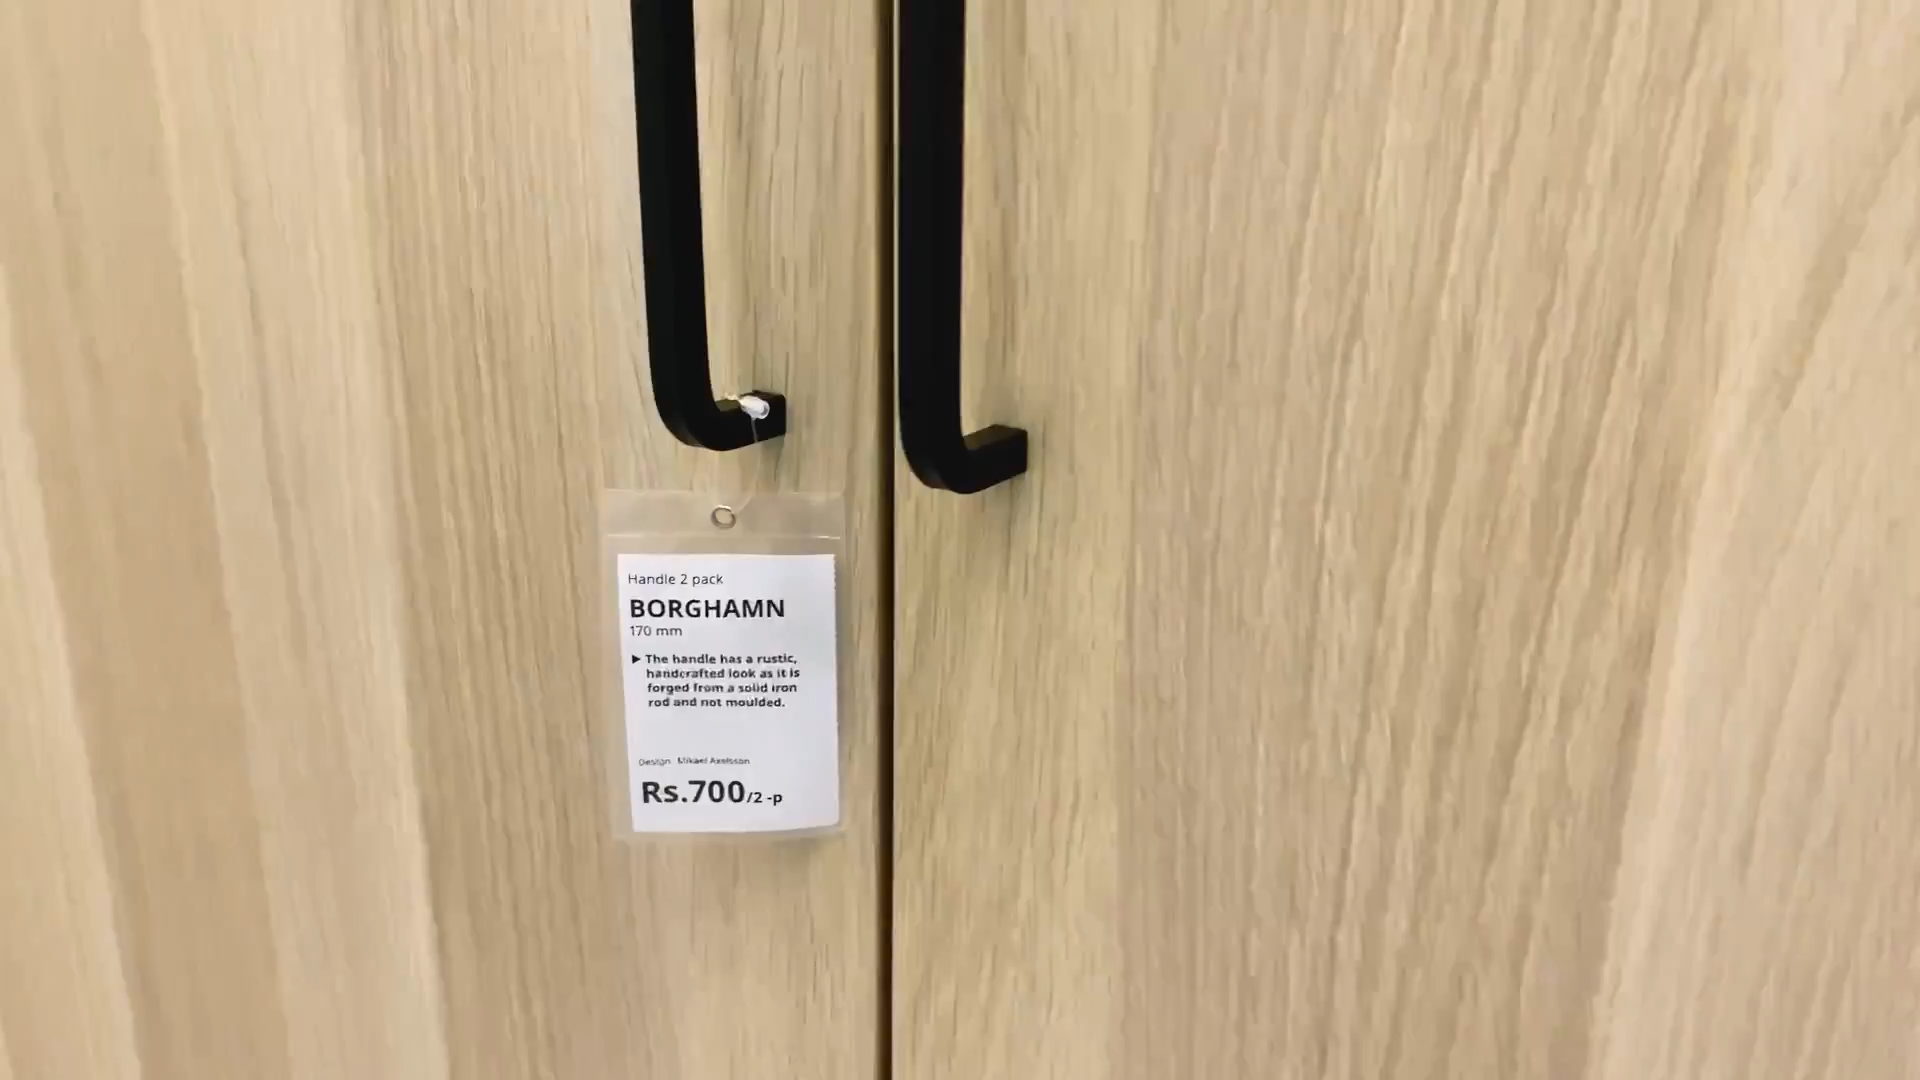 Handle 2 pack
BORGHAMN
170 mm
▶ The handle has a rustic,
handcrafted look as it is
forged from a solid iron
rod and not moulded.
Design Mikael Axelsson
Rs.700/2 -p